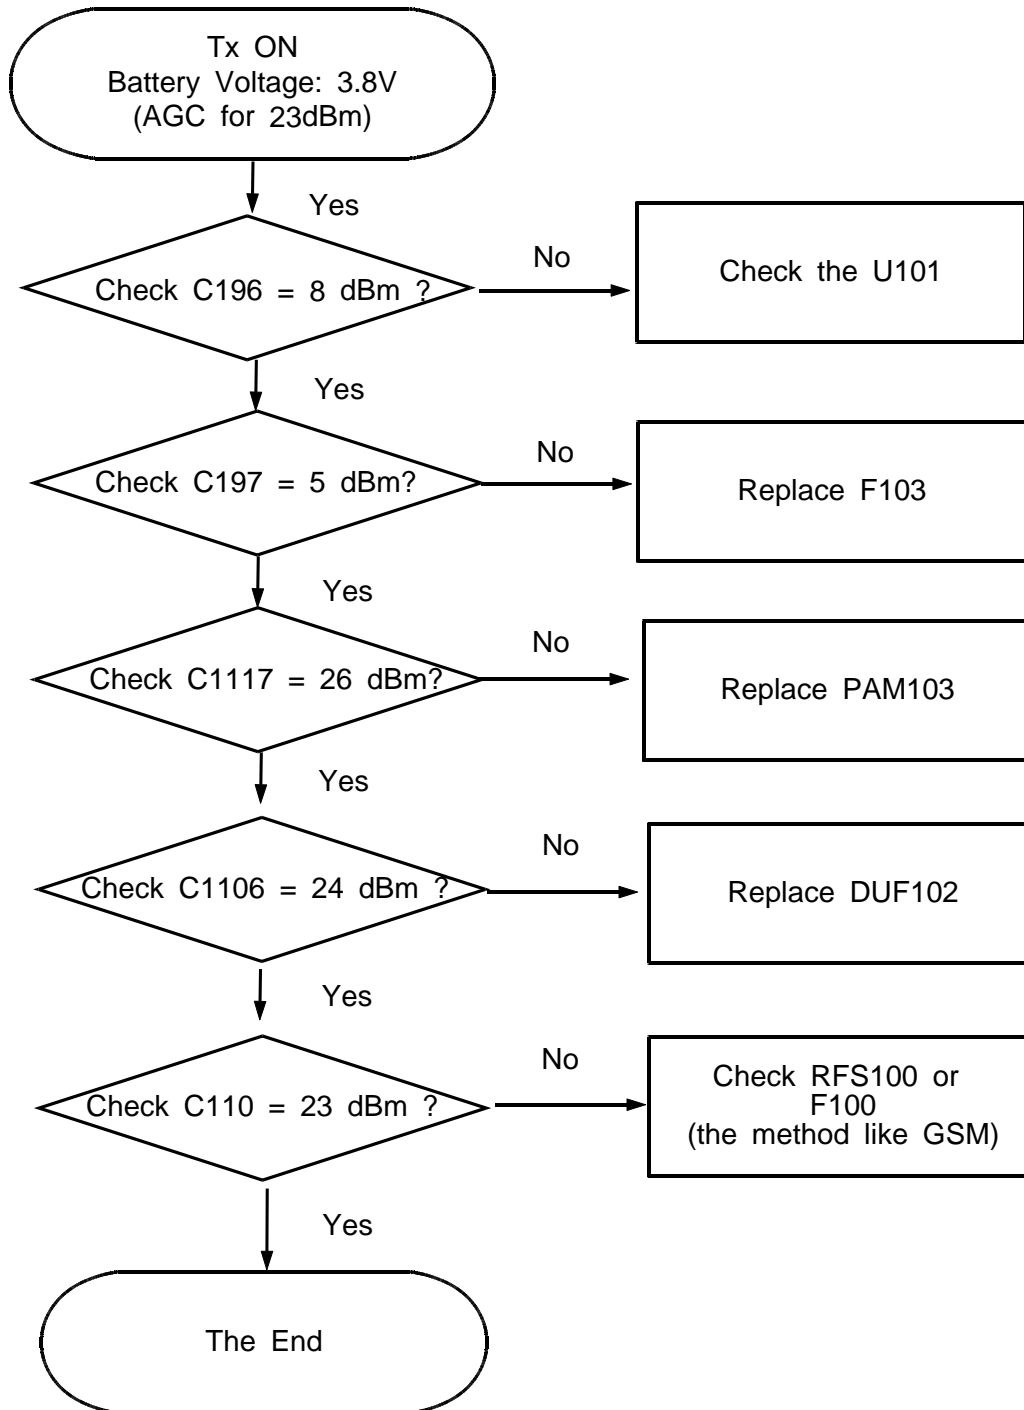 Tx ON
Battery Voltage: 3.8V
(AGC for 23dBm)
Yes
Check C196 = 8 dBm ?
No
Check the U101
Yes
Check C197 = 5 dBm?
No
Replace F103
Yes
Check C1117 = 26 dBm?
No
Replace PAM103
Yes
Check C1106 = 24 dBm ?
No
Replace DUF102
Yes
Check C110 = 23 dBm ?
No
Check RFS100 or
F100
(the method like GSM)
Yes
The End